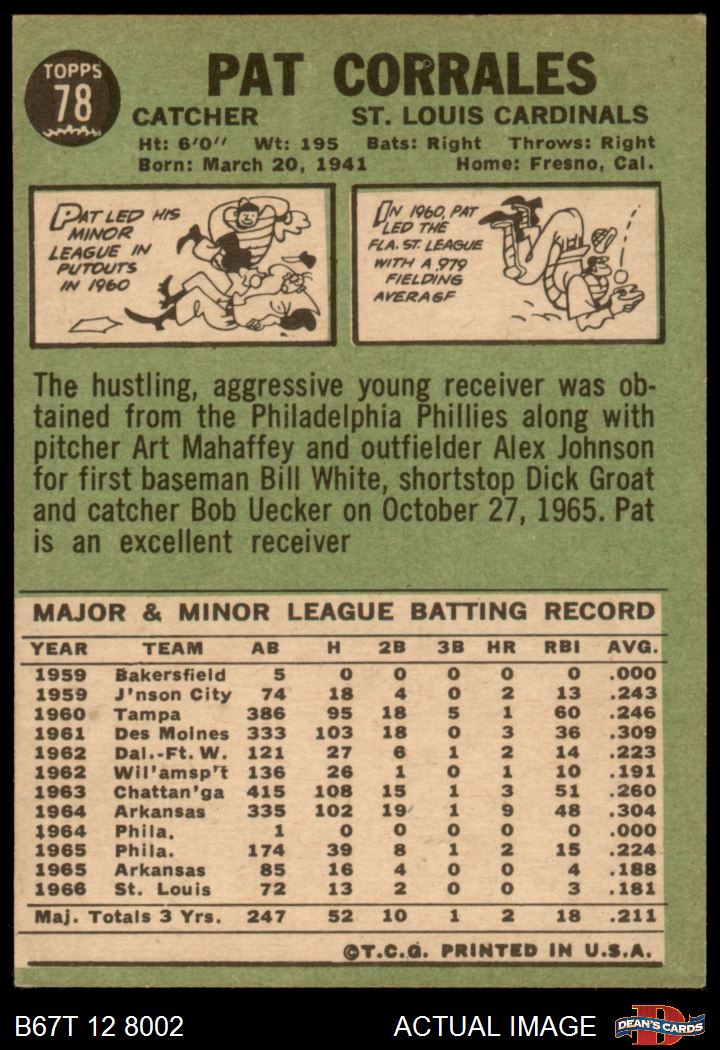 TOPPS
78
PAT CORRALES
CATCHER ST. LOUIS CARDINALS
Ht: 6'0" Wt: 195 Bats: Right Throws: Right
Born: March 20, 1941 Home: Fresno, Cal.
PAT LED HIS
MINOR
LEAGUE IN
PUTOUTS
IN 1960
IN 1960, PAT
LED THE
FLA. ST. LEAGUE
WITH A .979
FIELDING
AVERAGE
The hustling, aggressive young receiver was ob-
tained from the Philadelphia Phillies along with
pitcher Art Mahaffey and outfielder Alex Johnson
for first baseman Bill White, shortstop Dick Groat
and catcher Bob Uecker on October 27, 1965. Pat
is an excellent receiver
MAJOR & MINOR LEAGUE BATTING RECORD
YEAR TEAM AB H 2B 3B HR RBI AVG.
1959 Bakersfield 5 0 0 0 0 0 .000
1959 J'nson City 74 18 4 0 2 13 .243
1960 Tampa 386 95 18 5 1 60 .246
1961 Des Moines 333 103 18 0 3 36 .309
1962 Dal.-Ft. W. 121 27 6 1 2 14 .223
1962 Wil'amsp't 136 26 1 0 1 10 .191
1963 Chattan'ga 415 108 15 1 3 51 .260
1964 Arkansas 335 102 19 1 9 48 .304
1964 Phila. 1 0 0 0 0 0 .000
1965 Phila. 174 39 8 1 2 15 .224
1965 Arkansas 85 16 4 0 0 4 .188
1966 St. Louis 72 13 2 0 0 3 .181
Maj. Totals 3 Yrs. 247 52 10 1 2 18 .211
©T.C.G. PRINTED IN U.S.A.
B67T 12 8002 ACTUAL IMAGE
D
DEAN'S CARDS